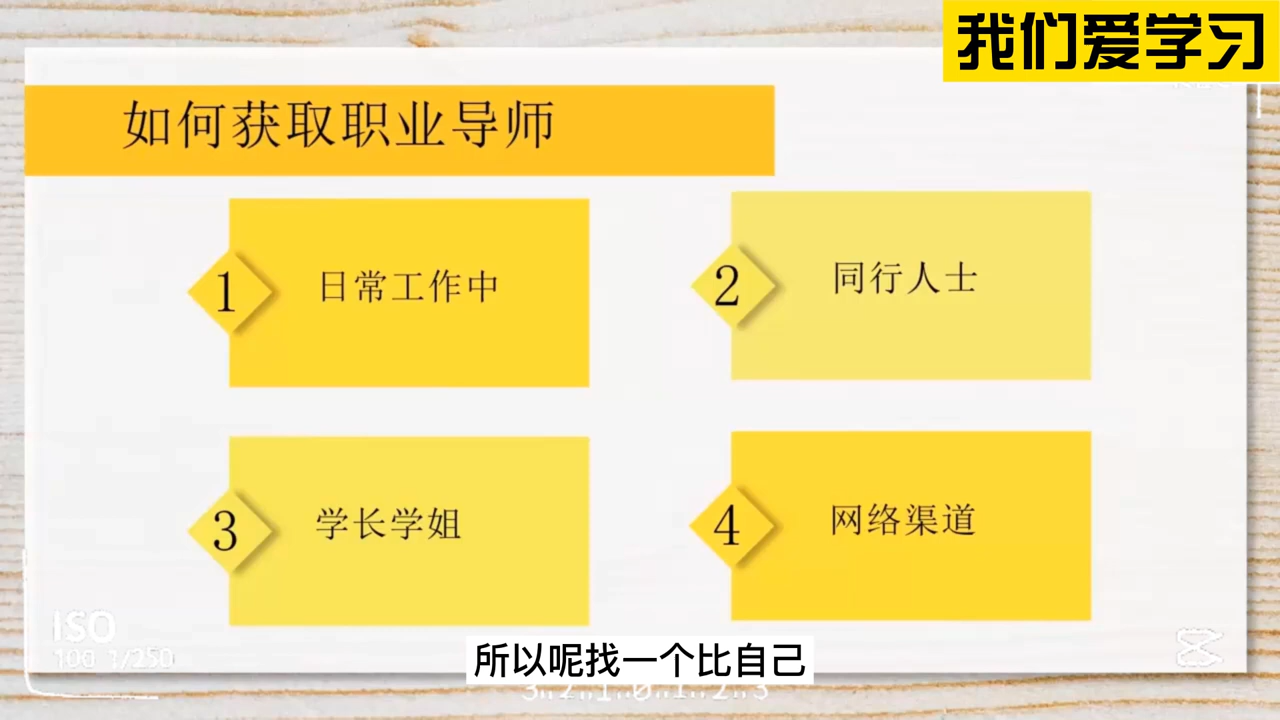 我们爱学习
如何获取职业导师
1
日常工作中
2
同行人士
3
学长学姐
4
网络渠道
ISO
100 1/250
所以呢找一个比自己
3..2..1..0..1..2..3